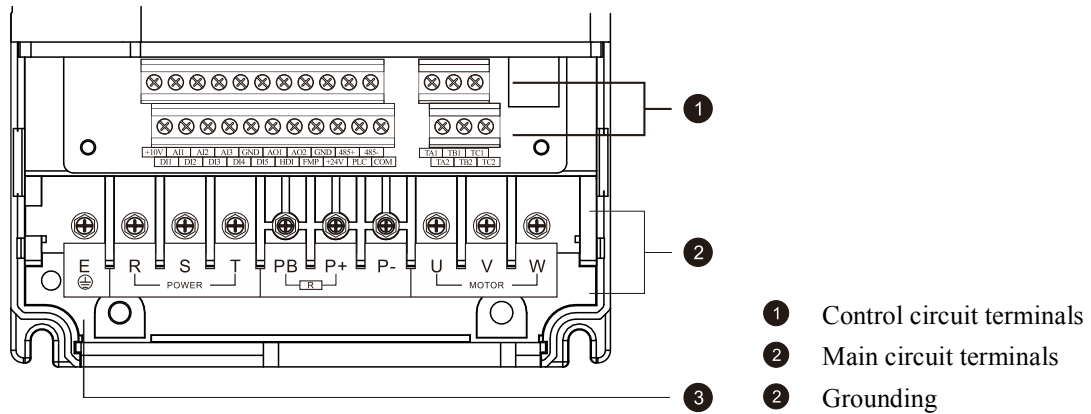 1
+10V AI1 AI2 AI3 GND AO1 AO2 GND 485+ 485-
TA1 TB1 TC1
DI1 DI2 DI3 DI4 DI5 HDI FMP +24V PLC COM
TA2 TB2 TC2
2
E R S T PB P+ P- U V W
POWER
R
MOTOR
3
1 Control circuit terminals
2 Main circuit terminals
2 Grounding